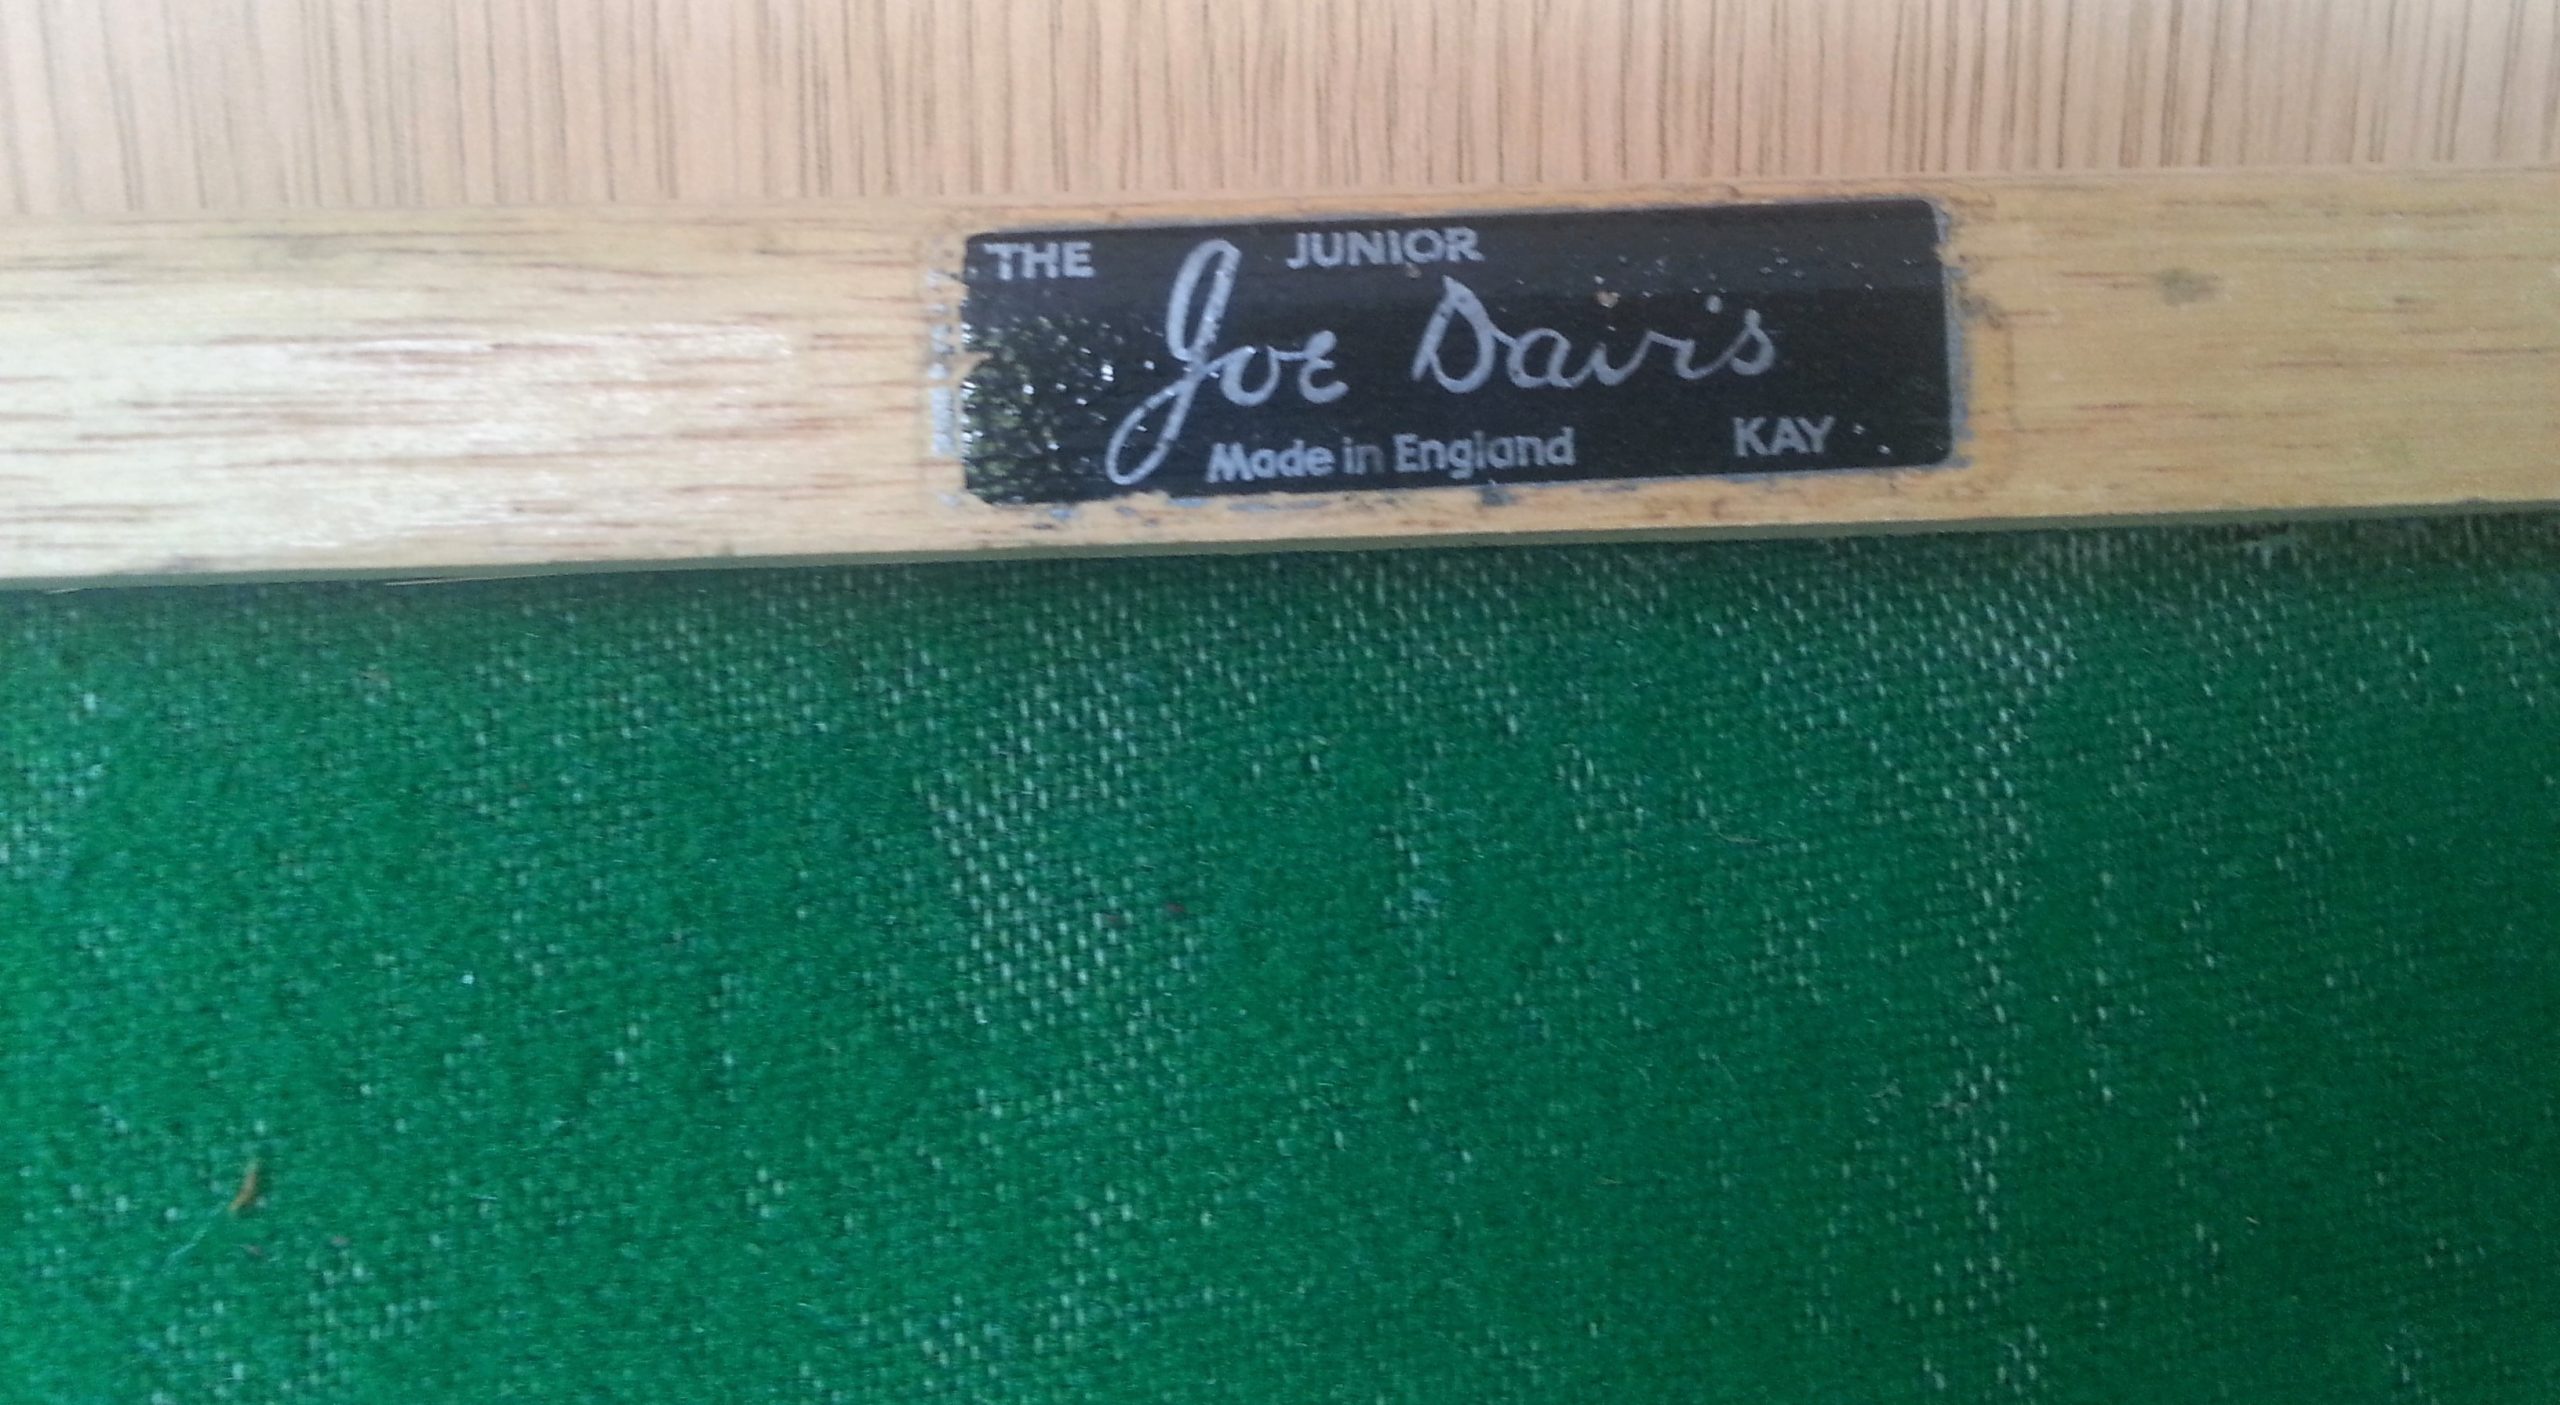 THE JUNIOR
Joe Davis
Made in England KAY